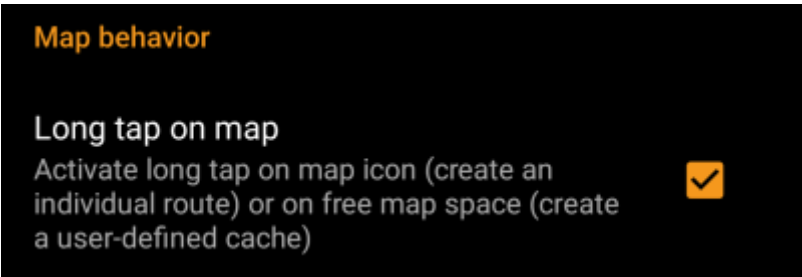 Map behavior
Long tap on map
Activate long tap on map icon (create an
individual route) or on free map space (create
a user-defined cache)